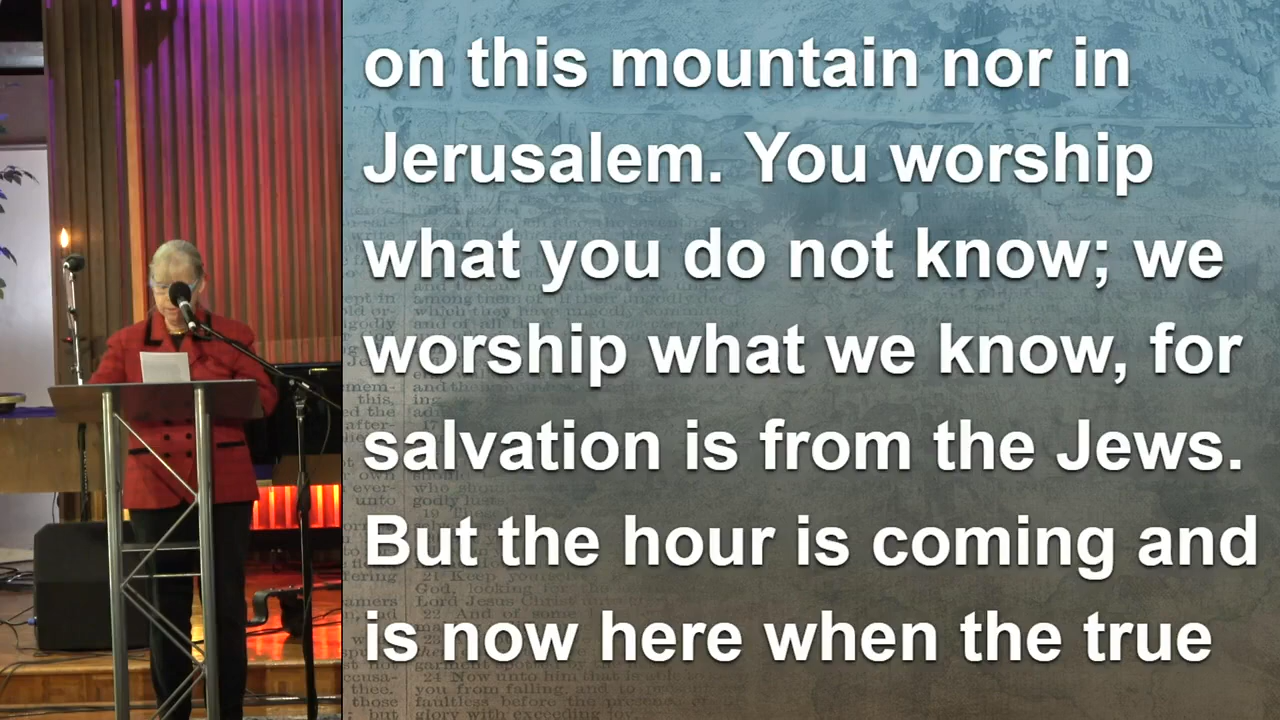 on this mountain nor in
Jerusalem. You worship
what you do not know; we
worship what we know, for
salvation is from the Jews.
But the hour is coming and
is now here when the true